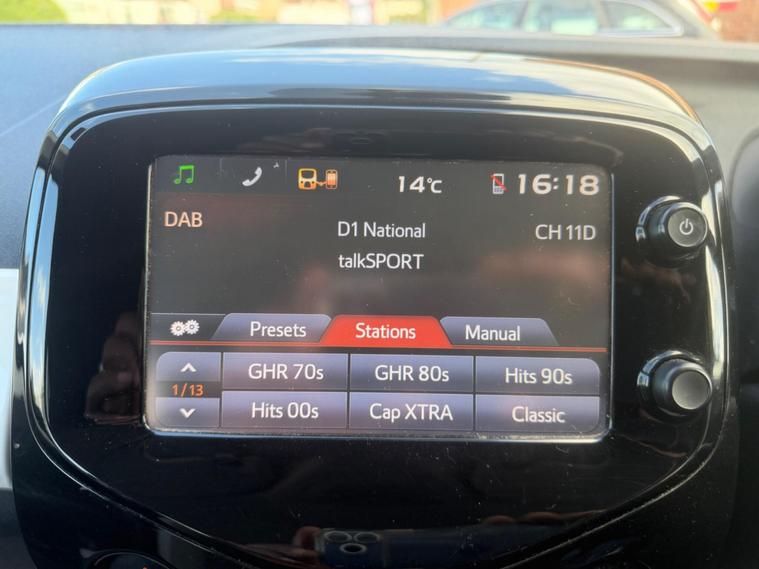 14°C 16:18
DAB D1 National CH 11D
talkSPORT
Presets Stations Manual
GHR 70s GHR 80s Hits 90s
1/13
Hits 00s Cap XTRA Classic